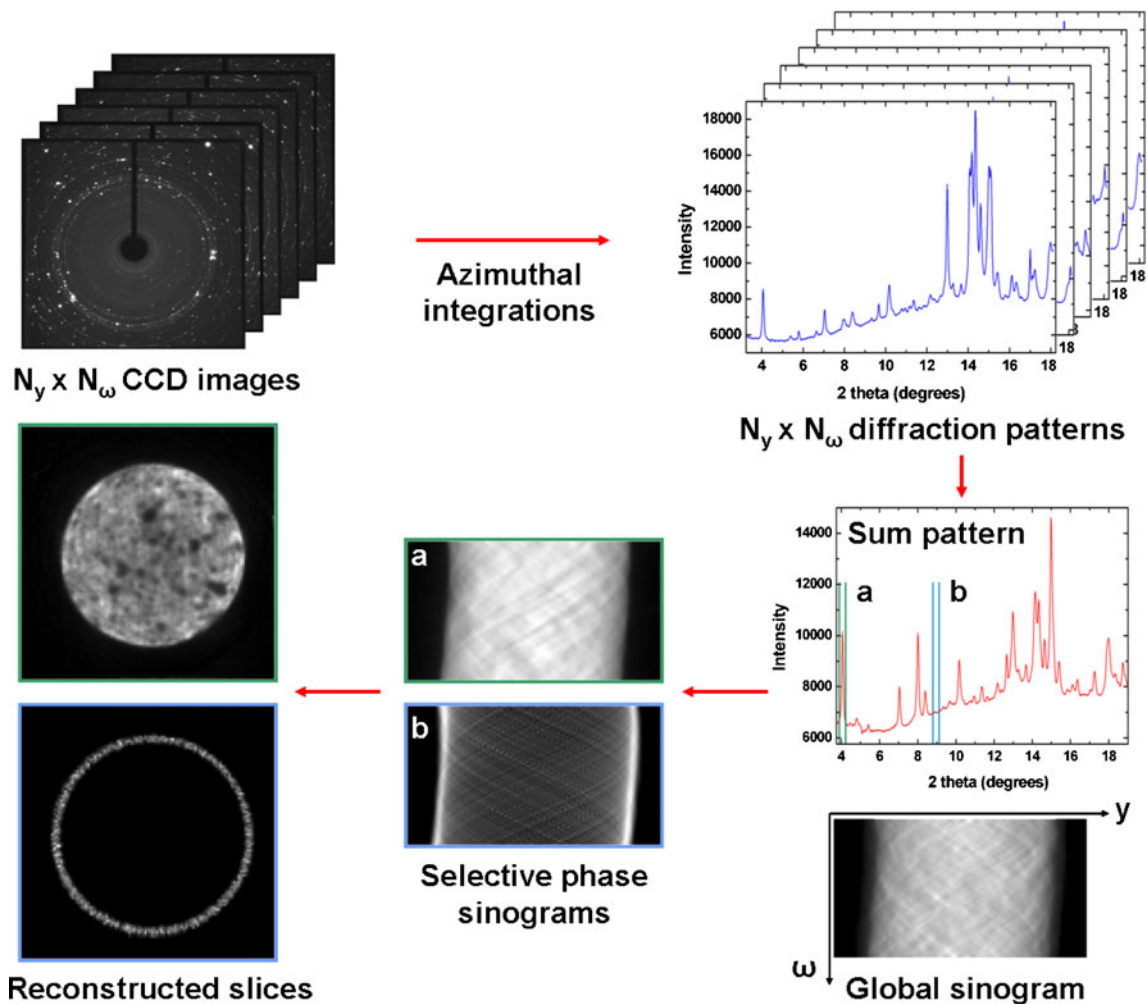 18000
16000
14000
12000
10000
8000
6000
Intensity
4 6 8 10 12 14 16 18
2 theta (degrees)
18
18
18
18
Azimuthal
integrations
N_y x N_ω CCD images
N_y x N_ω diffraction patterns
Sum pattern
a
b
14000
12000
10000
8000
6000
Intensity
4 6 8 10 12 14 16 18
2 theta (degrees)
a
b
Selective phase
sinograms
y
ω
Reconstructed slices
Global sinogram